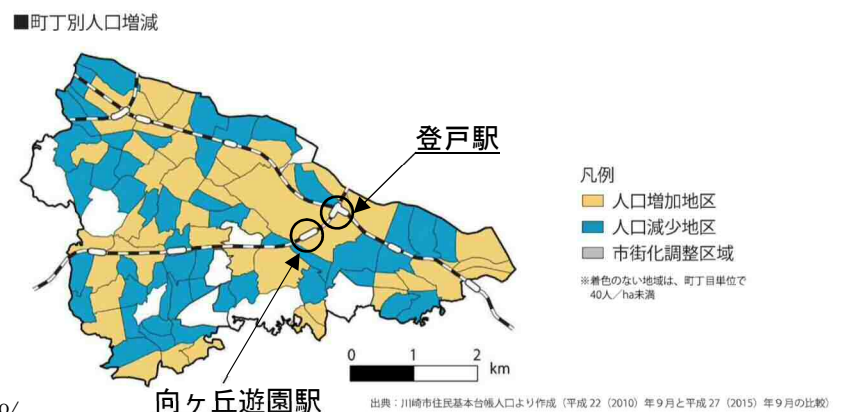 ■町丁別人口増減
登戸駅
凡例
人口増加地区
人口減少地区
市街化調整区域
※着色のない地域は、町丁目単位で
40人／ha未満
0 1 2
km
向ヶ丘遊園駅
出典：川崎市住民基本台帳人口より作成（平成22（2010）年9月と平成27（2015）年9月の比較）